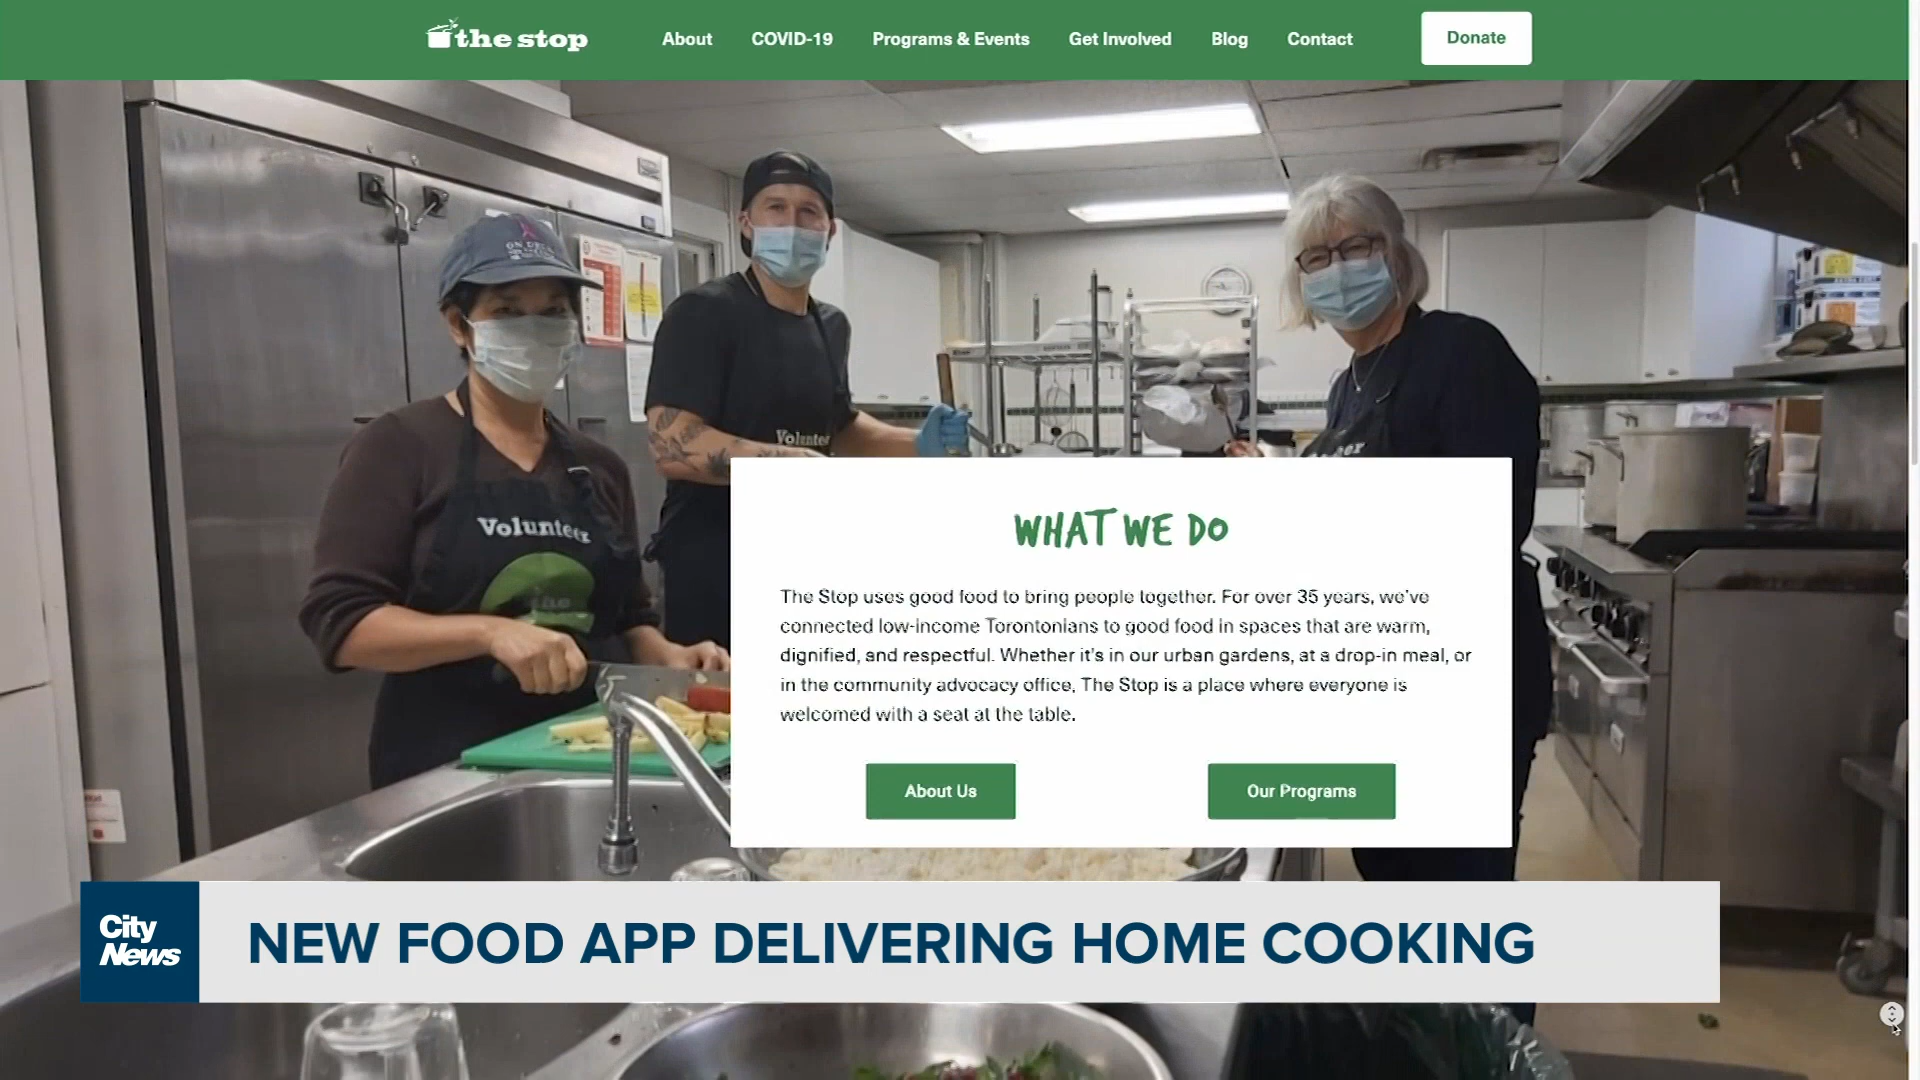 the stop
About COVID-19 Programs & Events Get Involved Blog Contact Donate
ON DE
Volunteer
Volunteer
the
WHAT WE DO
The Stop uses good food to bring people together. For over 35 years, we've
connected low-income Torontonians to good food in spaces that are warm,
dignified, and respectful. Whether it's in our urban gardens, at a drop-in meal, or
in the community advocacy office, The Stop is a place where everyone is
welcomed with a seat at the table.
About Us Our Programs
City
News
NEW FOOD APP DELIVERING HOME COOKING